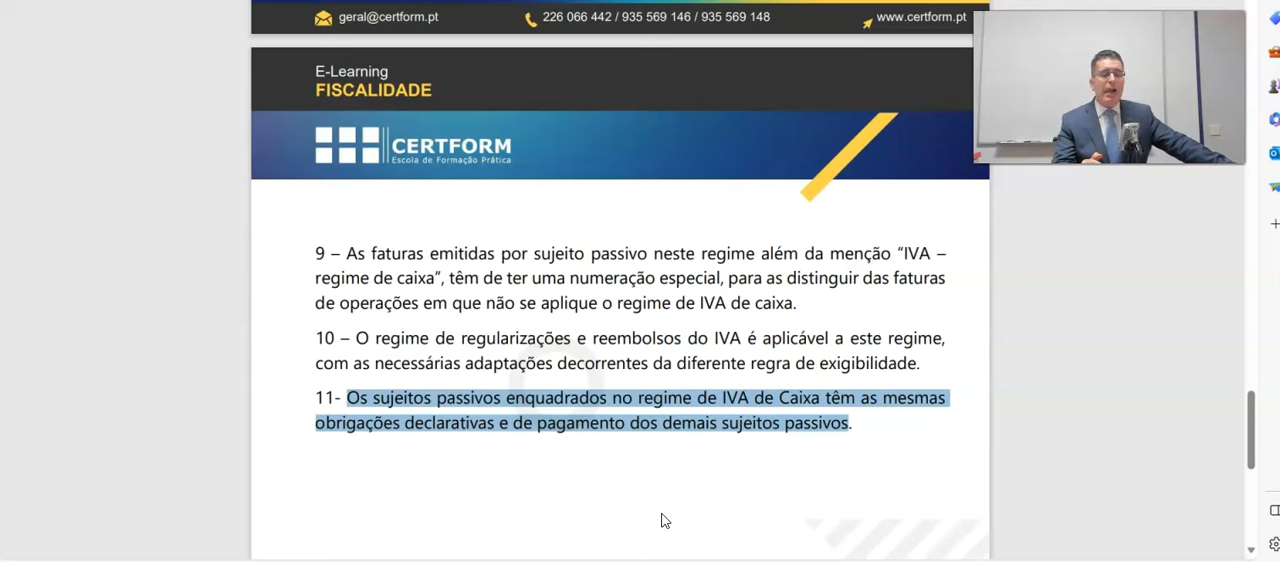 geral@certform.pt
226 066 442 / 935 569 146 / 935 569 148
www.certform.pt
E-Learning
FISCALIDADE
CERTFORM
Escola de Formação Prática
9 – As faturas emitidas por sujeito passivo neste regime além da menção “IVA –
regime de caixa”, têm de ter uma numeração especial, para as distinguir das faturas
de operações em que não se aplique o regime de IVA de caixa.
10 – O regime de regularizações e reembolsos do IVA é aplicável a este regime,
com as necessárias adaptações decorrentes da diferente regra de exigibilidade.
11- Os sujeitos passivos enquadrados no regime de IVA de Caixa têm as mesmas
obrigações declarativas e de pagamento dos demais sujeitos passivos.